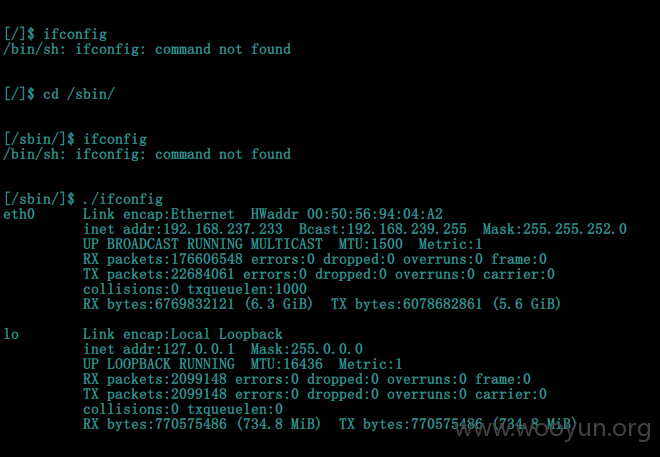 [/]$ ifconfig
/bin/sh: ifconfig: command not found
[/]$ cd /sbin/
[/sbin/]$ ifconfig
/bin/sh: ifconfig: command not found
[/sbin/]$ ./ifconfig
eth0 Link encap:Ethernet HWaddr 00:50:56:94:04:A2
inet addr:192.168.237.233 Bcast:192.168.239.255 Mask:255.255.252.0
UP BROADCAST RUNNING MULTICAST MTU:1500 Metric:1
RX packets:176606548 errors:0 dropped:0 overruns:0 frame:0
TX packets:22684061 errors:0 dropped:0 overruns:0 carrier:0
collisions:0 txqueuelen:1000
RX bytes:6769832121 (6.3 GiB) TX bytes:6078682861 (5.6 GiB)
lo Link encap:Local Loopback
inet addr:127.0.0.1 Mask:255.0.0.0
UP LOOPBACK RUNNING MTU:16436 Metric:1
RX packets:2099148 errors:0 dropped:0 overruns:0 frame:0
TX packets:2099148 errors:0 dropped:0 overruns:0 carrier:0
collisions:0 txqueuelen:0
RX bytes:770575486 (734.8 MiB) TX bytes:770575486 (734.8 MiB)
www.wooyun.org